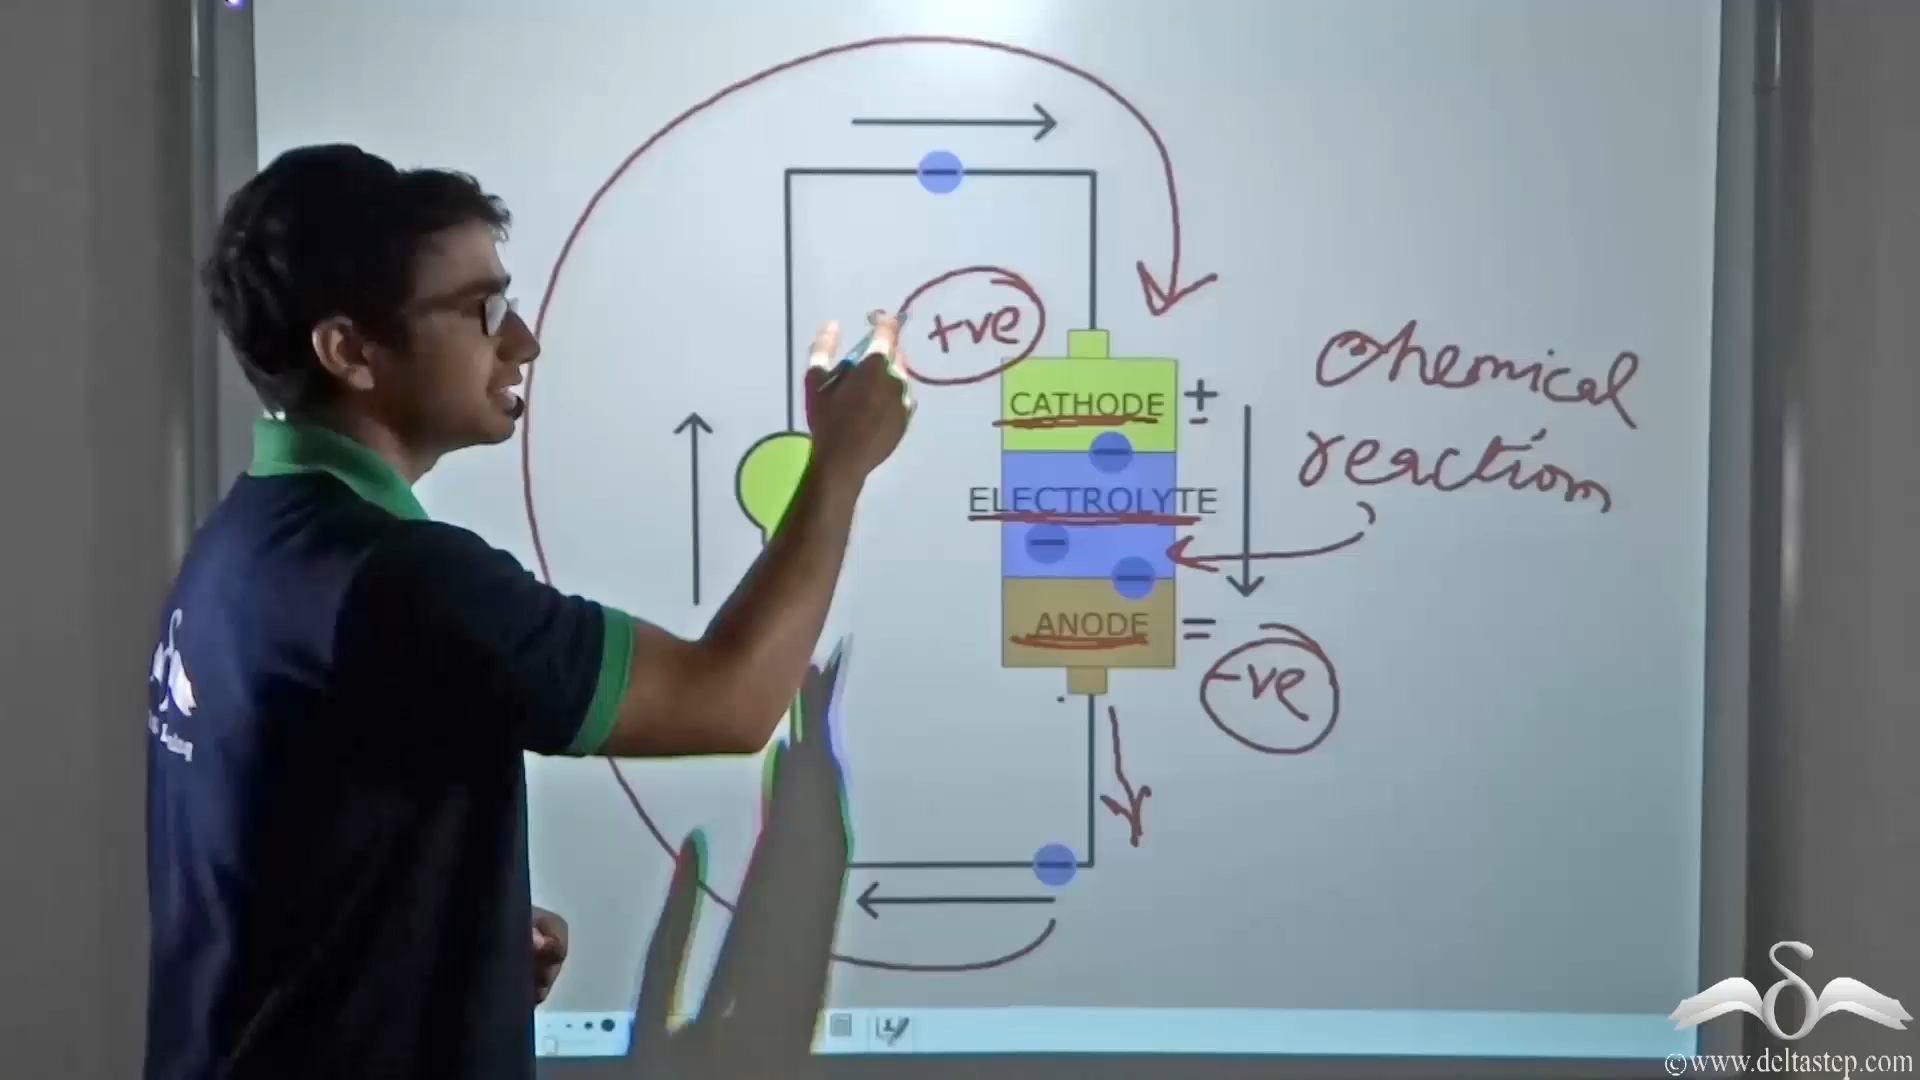 +ve
CATHODE +
ELECTROLYTE
ANODE
-ve
Chemical
reaction
©www.deltastep.com